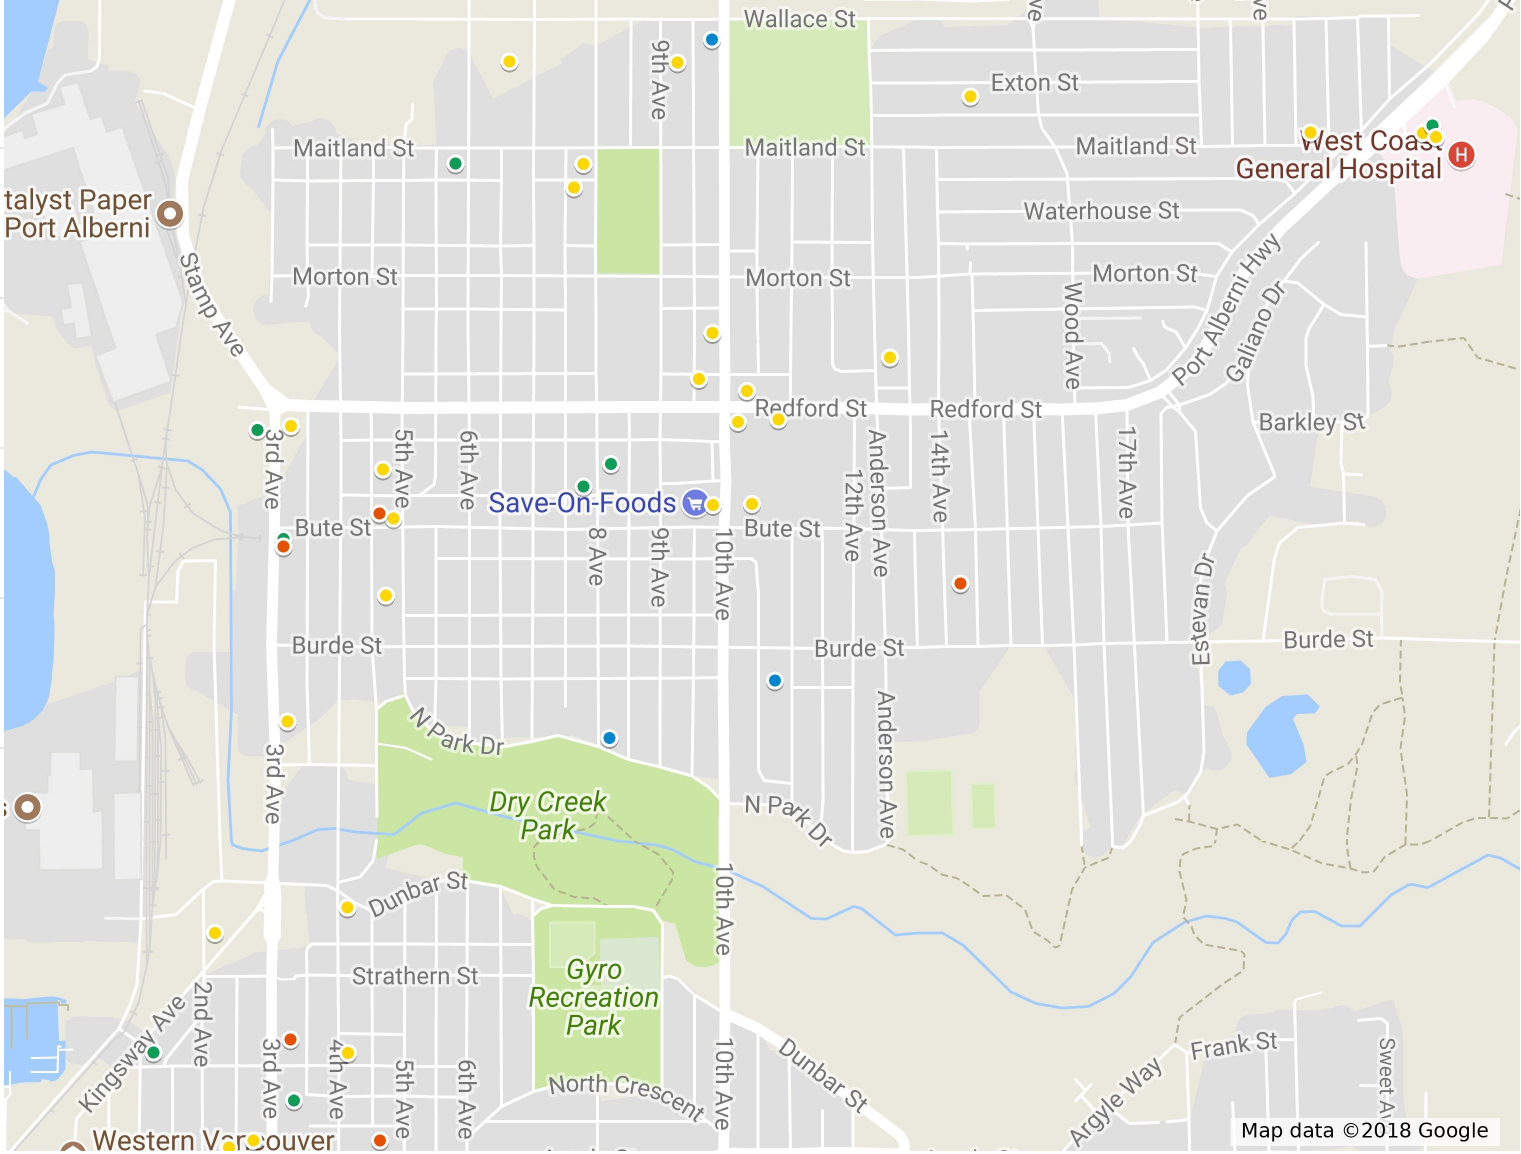 Wallace St
9th Ave
Exton St
Maitland St
Maitland St
Maitland St
West Coast
General Hospital
H
talyst Paper
Port Alberni
Waterhouse St
Morton St
Morton St
Morton St
Stamp Ave
Wood Ave
Port Alberni Hwy
Galiano Dr
Redford St
Redford St
Barkley St
3rd Ave
5th Ave
6th Ave
Anderson Ave
12th Ave
14th Ave
17th Ave
Save-On-Foods
Bute St
Bute St
8 Ave
9th Ave
10th Ave
Estevan Dr
Burde St
Burde St
Burde St
N Park Dr
Anderson Ave
3rd Ave
Dry Creek
Park
N Park Dr
Dunbar St
10th Ave
Strathern St
Gyro
Recreation
Park
2nd Ave
Kingsway Ave
3rd Ave
4th Ave
5th Ave
6th Ave
North Crescent
10th Ave
Dunbar St
Argyle Way
Frank St
Sweet Av
Western Vancouver
Map data ©2018 Google